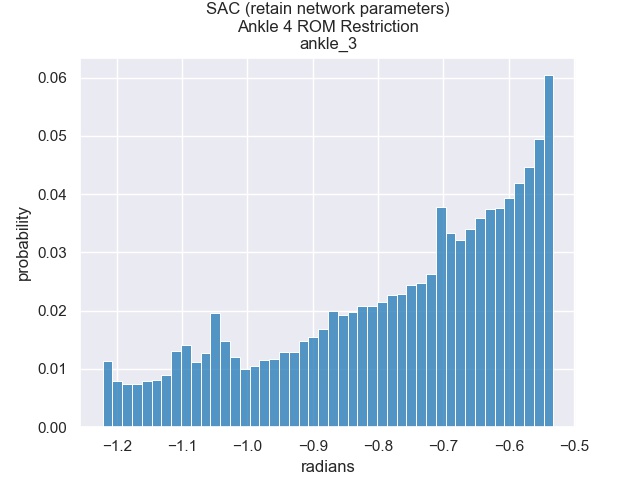 SAC (retain network parameters)
Ankle 4 ROM Restriction
ankle_3
0.06
0.05
0.04
0.03
0.02
0.01
0.00
probability
−1.2 −1.1 −1.0 −0.9 −0.8 −0.7 −0.6 −0.5
radians